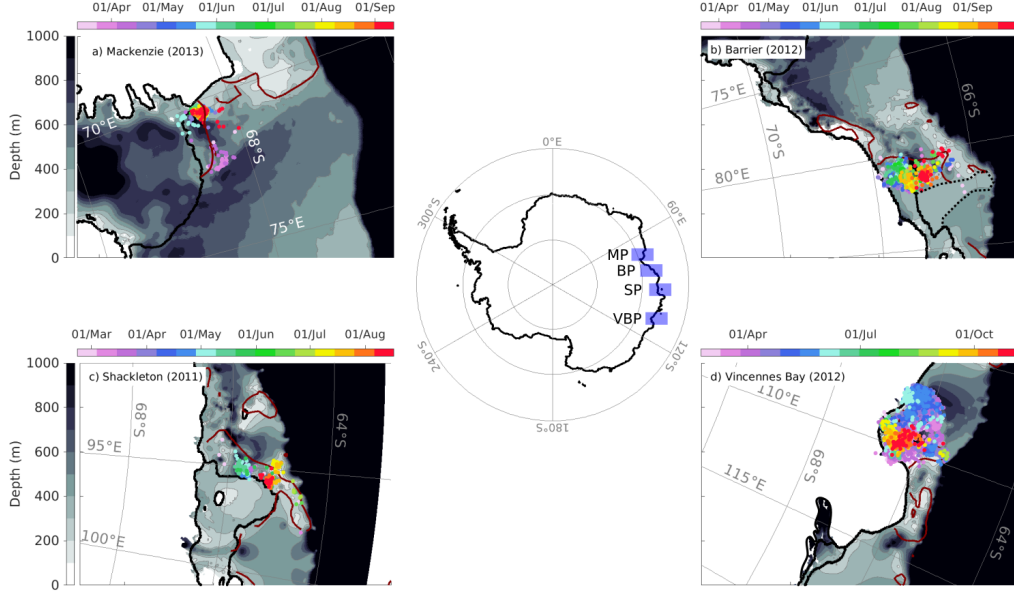 01/Apr 01/May 01/Jun 01/Jul 01/Aug 01/Sep
1000
800
600
400
200
0
Depth (m)
a) Mackenzie (2013)
70°E
68°S
75°E
01/Apr 01/May 01/Jun 01/Jul 01/Aug 01/Sep
b) Barrier (2012)
75°E
70°S
80°E
66°S
0°E
60°E
120°S
180°S
240°S
300°S
MP
BP
SP
VBP
01/Mar 01/Apr 01/May 01/Jun 01/Jul 01/Aug
1000
800
600
400
200
0
Depth (m)
c) Shackleton (2011)
68°S
64°S
95°E
100°E
01/Apr 01/Jul 01/Oct
d) Vincennes Bay (2012)
110°E
115°E
68°S
64°S